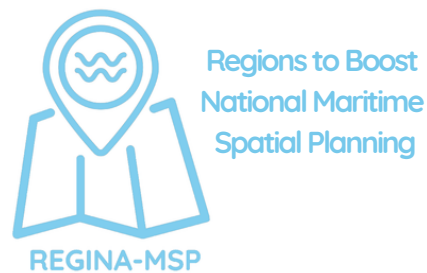 Regions to Boost
National Maritime
Spatial Planning
REGINA-MSP